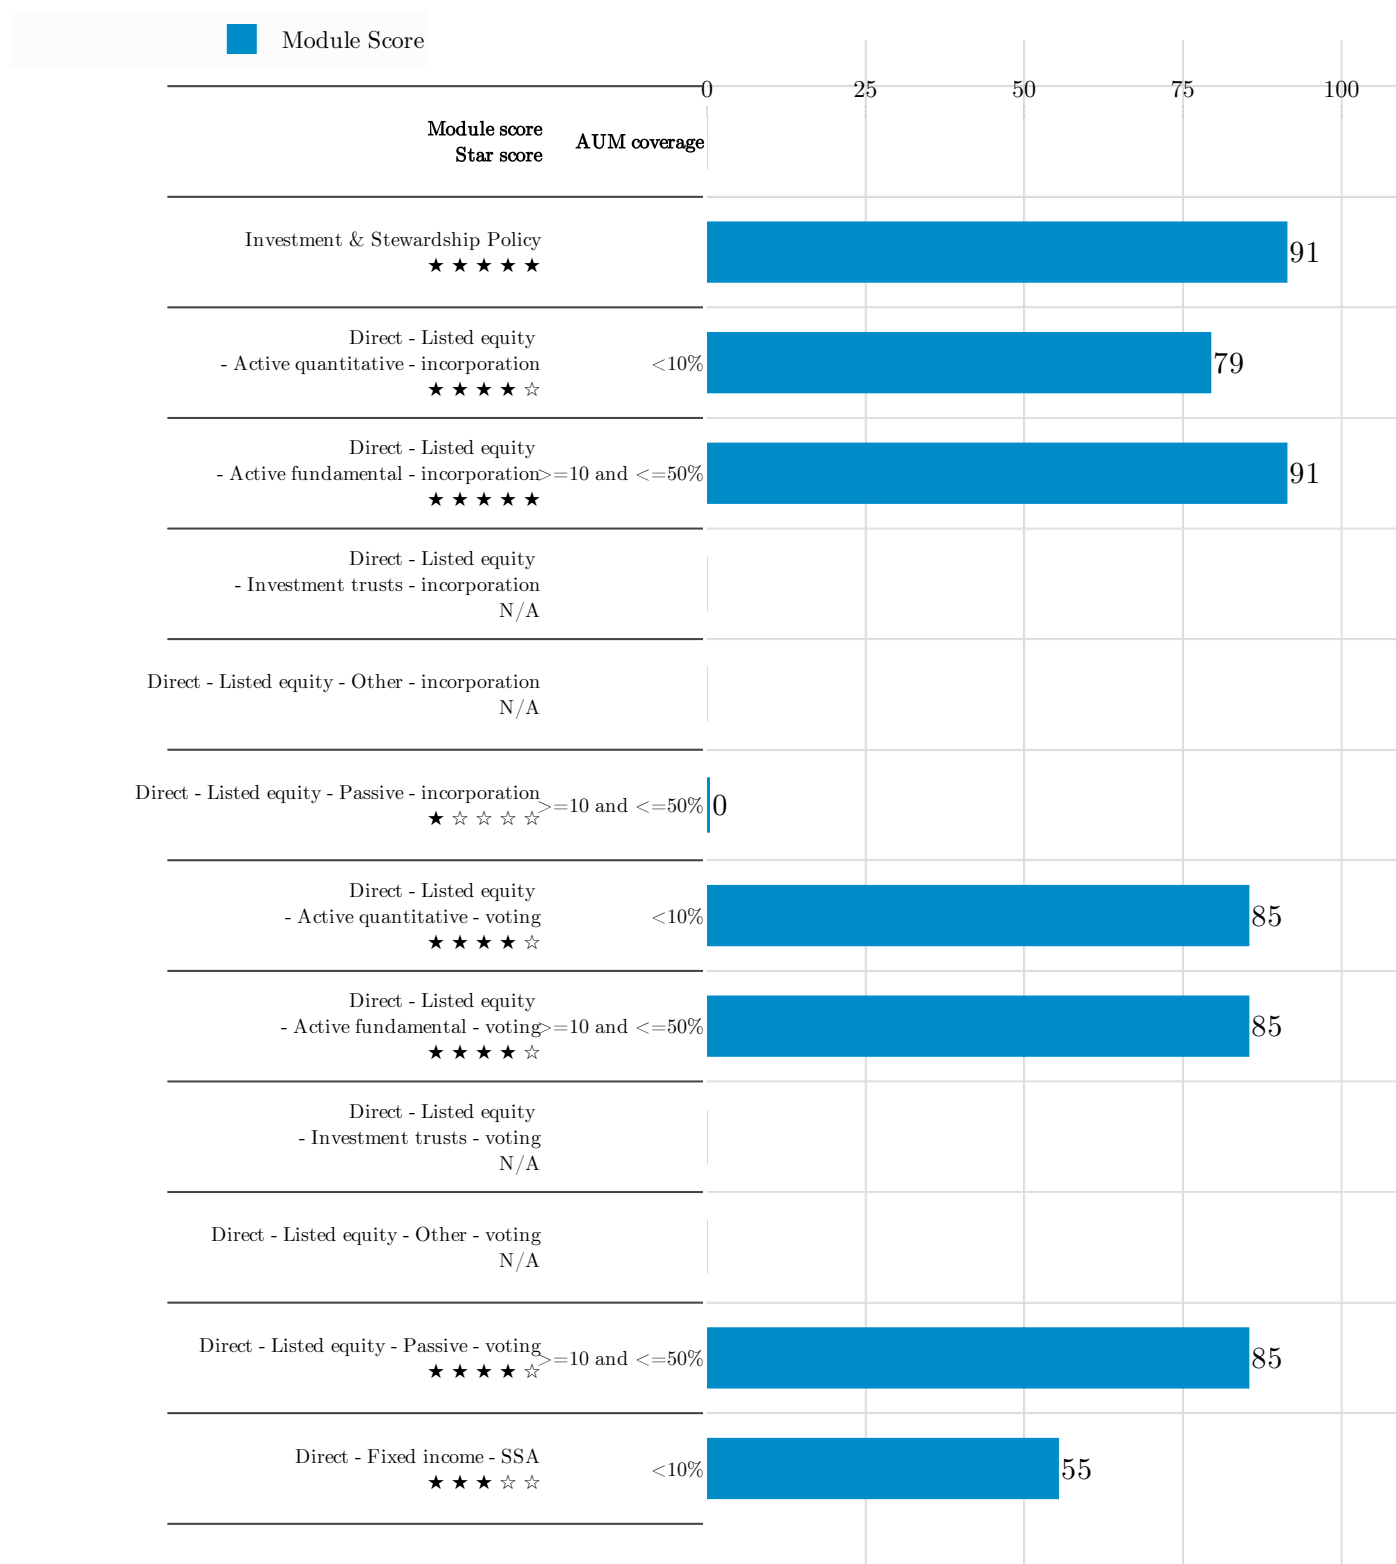 Module Score
0 25 50 75 100
Module score
Star score
AUM coverage
Investment & Stewardship Policy
★ ★ ★ ★ ★
91
Direct - Listed equity
- Active quantitative - incorporation
★ ★ ★ ★ ☆
<10%
79
Direct - Listed equity
- Active fundamental - incorporation
★ ★ ★ ★ ★
>=10 and <=50%
91
Direct - Listed equity
- Investment trusts - incorporation
N/A
Direct - Listed equity - Other - incorporation
N/A
Direct - Listed equity - Passive - incorporation
★ ☆ ☆ ☆ ☆
>=10 and <=50%
0
Direct - Listed equity
- Active quantitative - voting
★ ★ ★ ★ ☆
<10%
85
Direct - Listed equity
- Active fundamental - voting
★ ★ ★ ★ ☆
>=10 and <=50%
85
Direct - Listed equity
- Investment trusts - voting
N/A
Direct - Listed equity - Other - voting
N/A
Direct - Listed equity - Passive - voting
★ ★ ★ ★ ☆
>=10 and <=50%
85
Direct - Fixed income - SSA
★ ★ ★ ☆ ☆
<10%
55